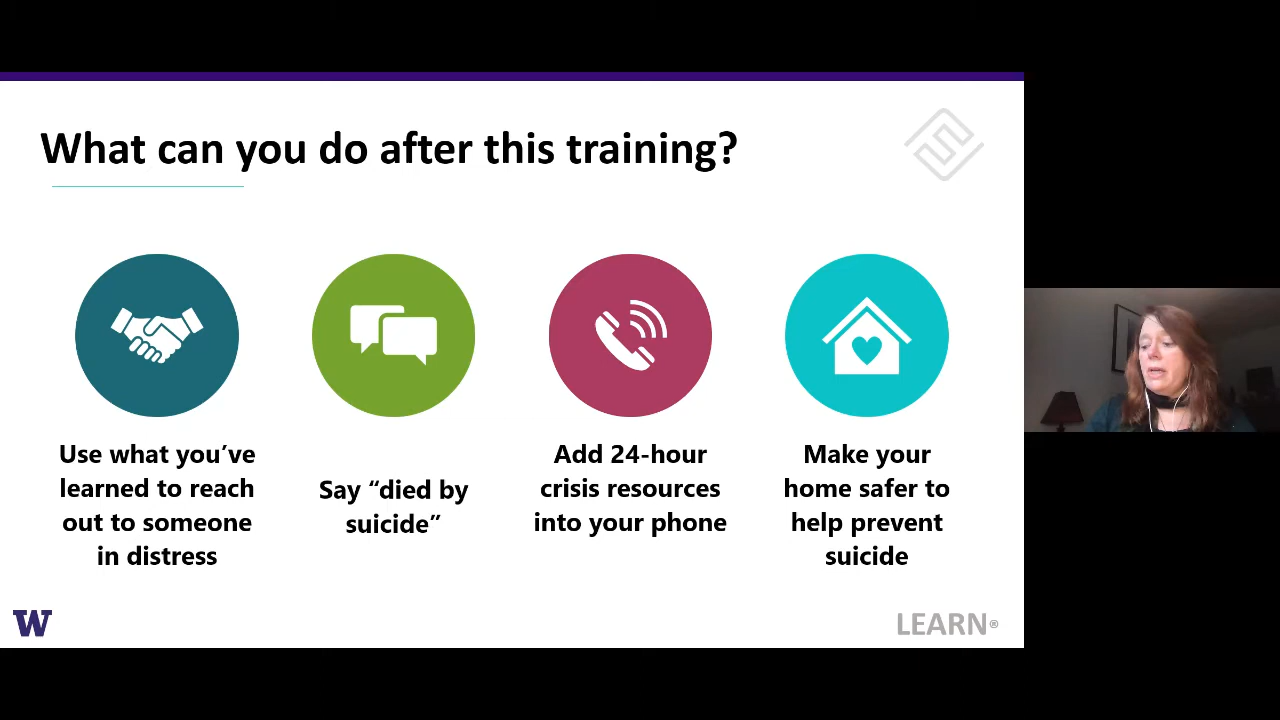 What can you do after this training?
Use what you’ve
learned to reach
out to someone
in distress
Say “died by
suicide”
Add 24-hour
crisis resources
into your phone
Make your
home safer to
help prevent
suicide
W
LEARN®